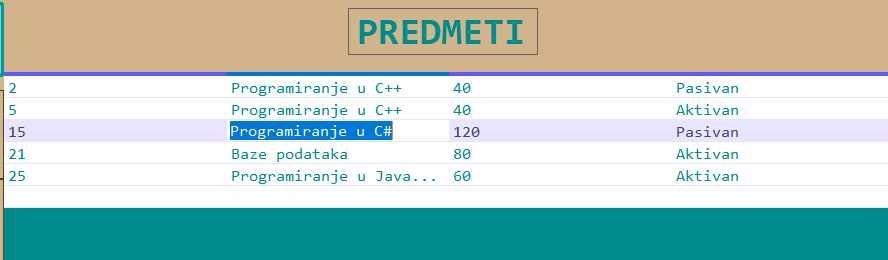 PREDMETI
2 Programiranje u C++ 40 Pasivan
5 Programiranje u C++ 40 Aktivan
15 Programiranje u C# 120 Pasivan
21 Baze podataka 80 Aktivan
25 Programiranje u Java... 60 Aktivan